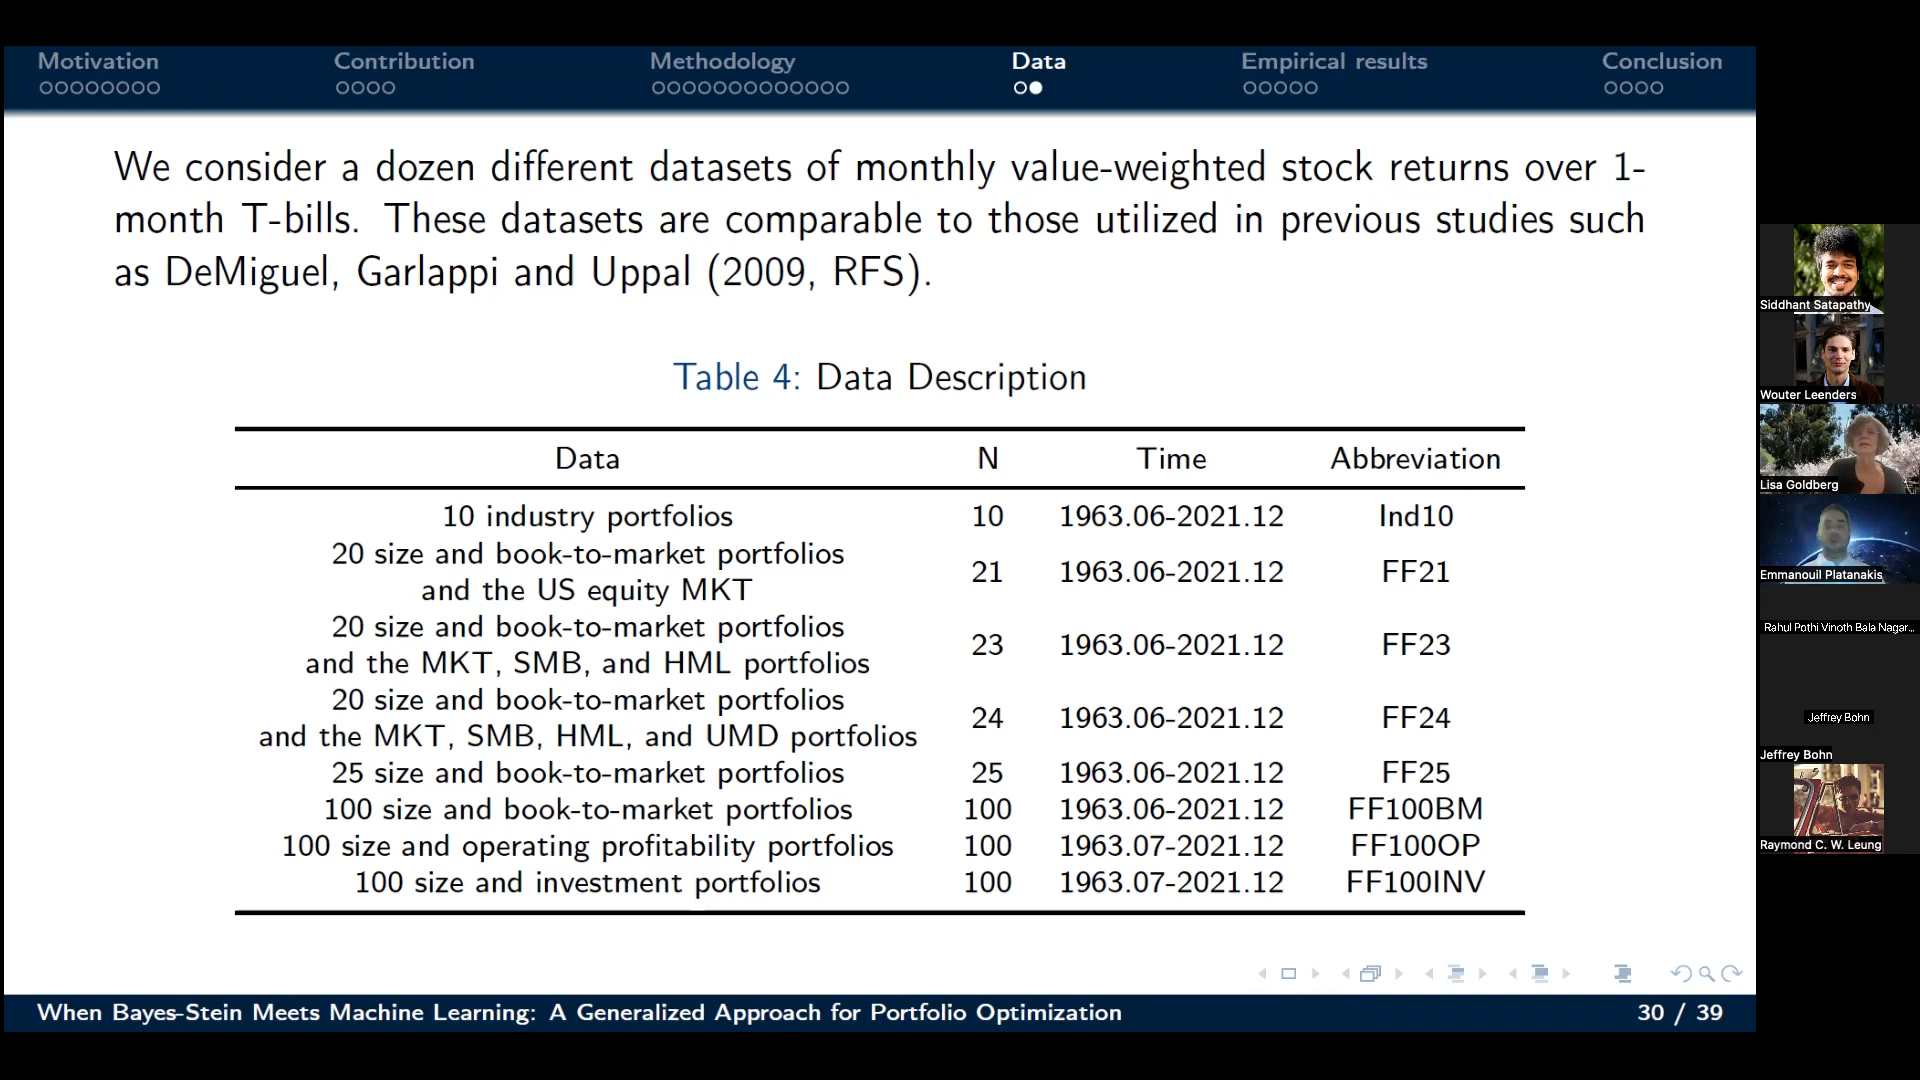 Motivation Contribution Methodology Data Empirical results Conclusion
We consider a dozen different datasets of monthly value-weighted stock returns over 1-
month T-bills. These datasets are comparable to those utilized in previous studies such
as DeMiguel, Garlappi and Uppal (2009, RFS).
Table 4: Data Description
Data N Time Abbreviation
10 industry portfolios 10 1963.06-2021.12 Ind10
20 size and book-to-market portfolios
and the US equity MKT 21 1963.06-2021.12 FF21
20 size and book-to-market portfolios
and the MKT, SMB, and HML portfolios 23 1963.06-2021.12 FF23
20 size and book-to-market portfolios
and the MKT, SMB, HML, and UMD portfolios 24 1963.06-2021.12 FF24
25 size and book-to-market portfolios 25 1963.06-2021.12 FF25
100 size and book-to-market portfolios 100 1963.06-2021.12 FF100BM
100 size and operating profitability portfolios 100 1963.07-2021.12 FF100OP
100 size and investment portfolios 100 1963.07-2021.12 FF100INV
When Bayes-Stein Meets Machine Learning: A Generalized Approach for Portfolio Optimization 30 / 39
Siddhant Satapathy
Wouter Leenders
Lisa Goldberg
Emmanouil Platanakis
Rahul Pothi Vinoth Bala Nagar...
Jeffrey Bohn
Jeffrey Bohn
Raymond C. W. Leung